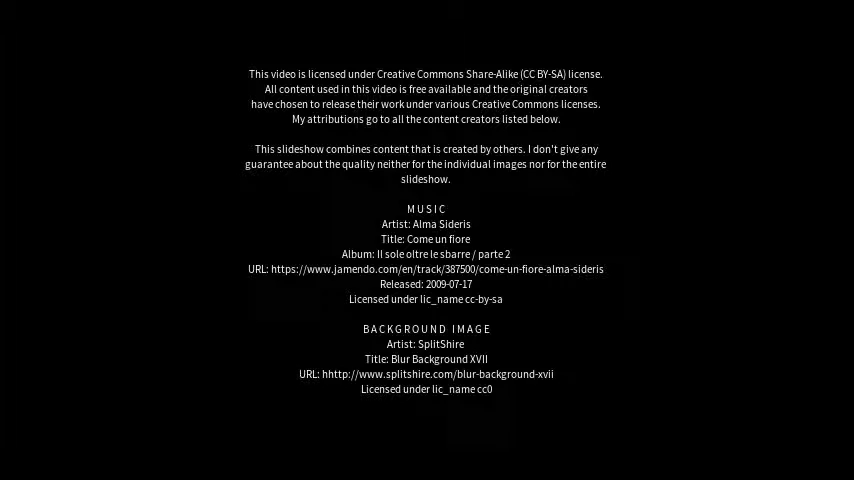 This video is licensed under Creative Commons Share-Alike (CC BY-SA) license.
All content used in this video is free available and the original creators
have chosen to release their work under various Creative Commons licenses.
My attributions go to all the content creators listed below.
This slideshow combines content that is created by others. I don't give any
guarantee about the quality neither for the individual images nor for the entire
slideshow.
MUSIC
Artist: Alma Sideris
Title: Come un fiore
Album: Il sole oltre le sbarre / parte 2
URL: https://www.jamendo.com/en/track/387500/come-un-fiore-alma-sideris
Released: 2009-07-17
Licensed under lic_name cc-by-sa
BACKGROUND IMAGE
Artist: SplitShire
Title: Blur Background XVII
URL: hhttp://www.splitshire.com/blur-background-xvii
Licensed under lic_name cc0